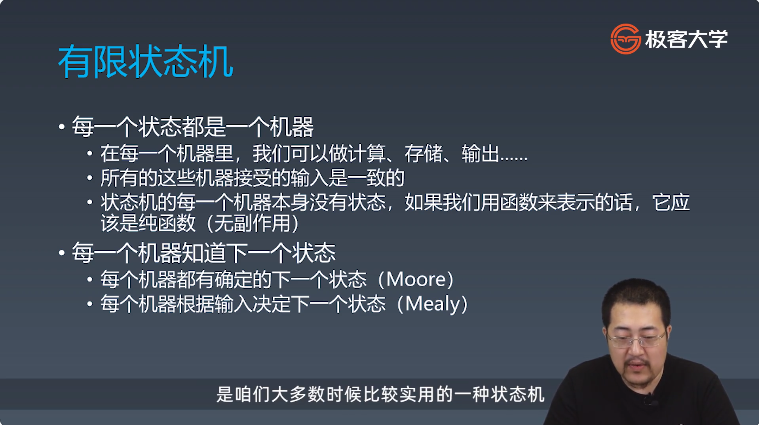 极客大学
有限状态机
• 每一个状态都是一个机器
• 在每一个机器里，我们可以做计算、存储、输出……
• 所有的这些机器接受的输入是一致的
• 状态机的每一个机器本身没有状态，如果我们用函数来表示的话，它应
该是纯函数（无副作用）
• 每一个机器知道下一个状态
• 每个机器都有确定的下一个状态（Moore）
• 每个机器根据输入决定下一个状态（Mealy）
是咱们大多数时候比较实用的一种状态机